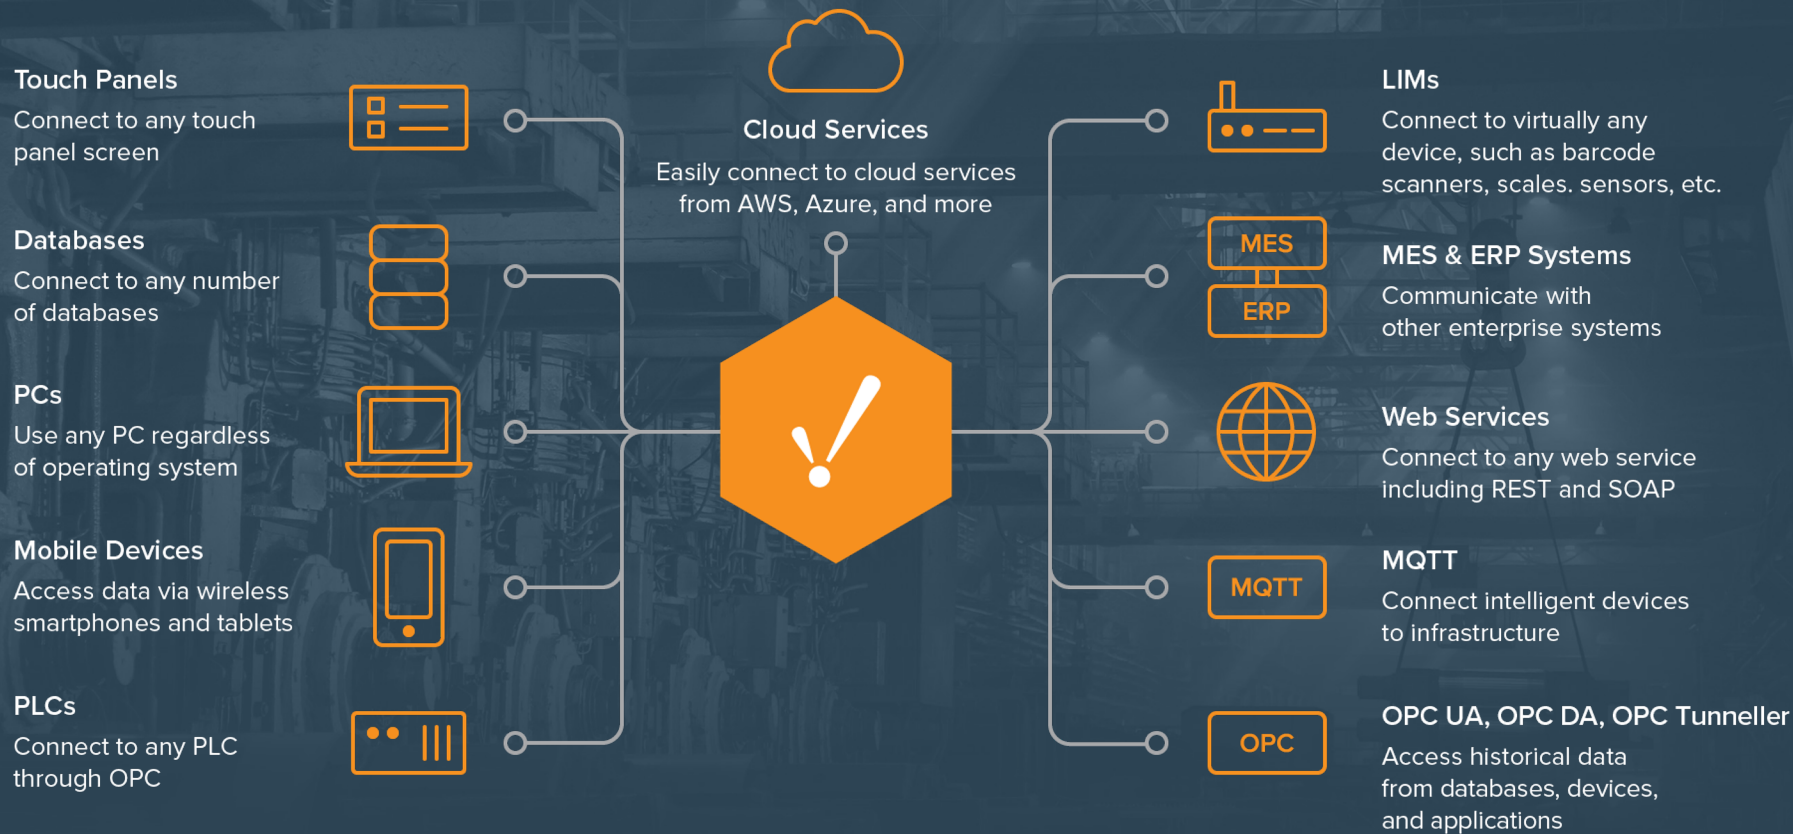 Touch Panels
Connect to any touch
panel screen
Databases
Connect to any number
of databases
PCs
Use any PC regardless
of operating system
Mobile Devices
Access data via wireless
smartphones and tablets
PLCs
Connect to any PLC
through OPC
Cloud Services
Easily connect to cloud services
from AWS, Azure, and more
LIMs
Connect to virtually any
device, such as barcode
scanners, scales. sensors, etc.
MES
ERP
MES & ERP Systems
Communicate with
other enterprise systems
Web Services
Connect to any web service
including REST and SOAP
MQTT
MQTT
Connect intelligent devices
to infrastructure
OPC
OPC UA, OPC DA, OPC Tunneller
Access historical data
from databases, devices,
and applications